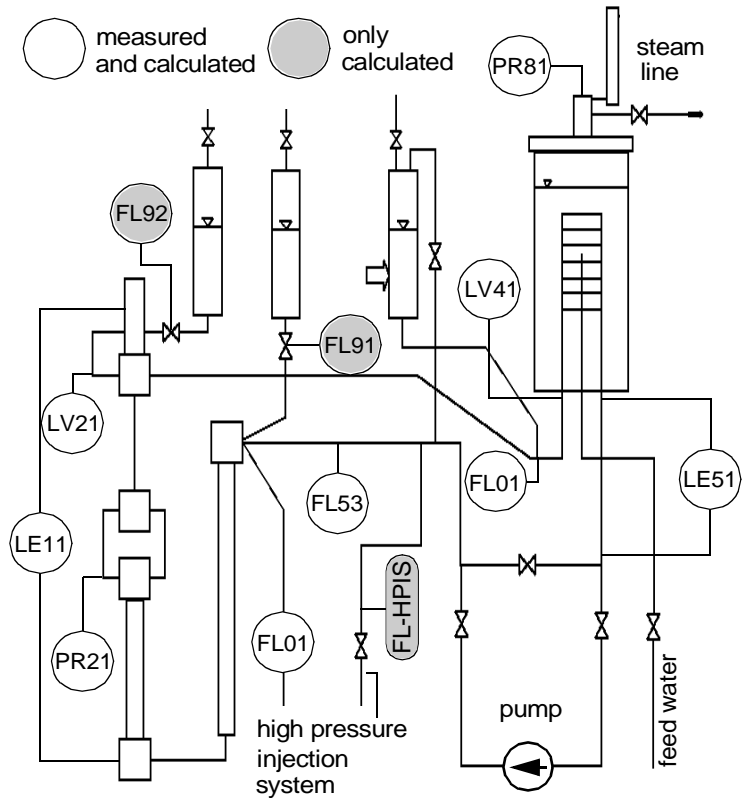 measured
and calculated
only
calculated
steam
line
PR81
FL92
LV41
FL91
LV21
FL01
LE51
FL53
LE11
FL-HPIS
PR21
FL01
high pressure
injection
system
pump
feed water